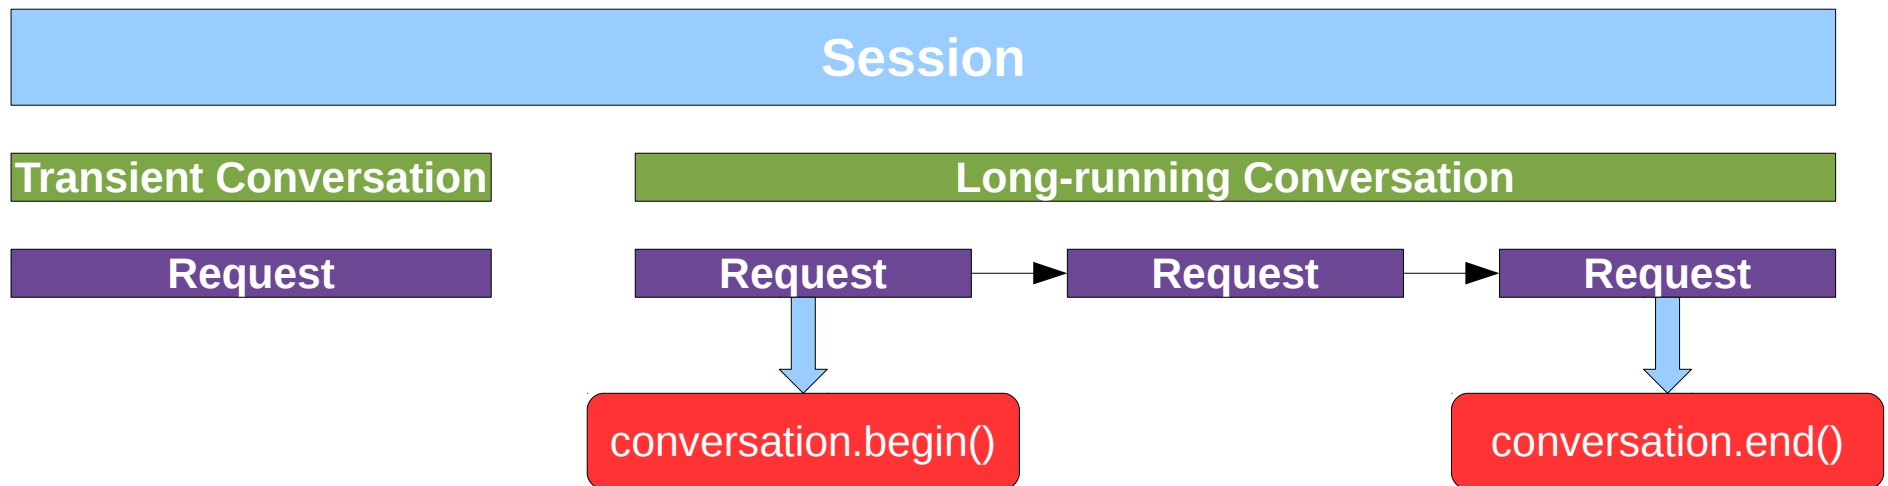 Session
Transient Conversation
Long-running Conversation
Request
Request
Request
Request
conversation.begin()
conversation.end()